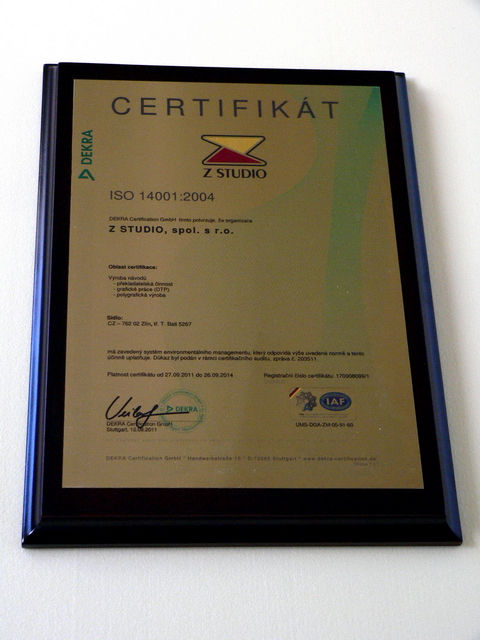 CERTIFIKÁT
DEKRA
Z STUDIO
ISO 14001:2004
DEKRA Certification GmbH tímto potvrzuje, že organizace
Z STUDIO, spol. s r.o.
Oblast certifikace:
Výroba návodů
- překladatelská činnost
- grafické práce (DTP)
- polygrafická výroba
Sídlo:
CZ – 762 02 Zlín, tř. T. Bati 5267
má zavedený systém environmentálního managementu, který odpovídá výše uvedené normě a tento
účinně uplatňuje. Důkaz byl podán v rámci certifikačního auditu, zpráva č.
Platnost certifikátu od 27.09.2011 do 26.09.2014
Registrační číslo certifikátu:
DEKRA
IAF
DEKRA Certification GmbH
Stuttgart, 12.09.2011
DEKRA Certification GmbH * Handwerkstraße 15 * D-70565 Stuttgart * www.dekra-certification.de